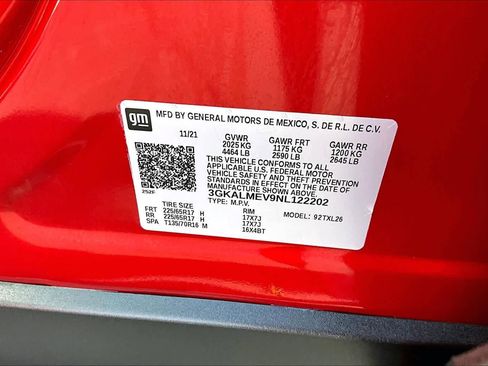 gm MFD BY GENERAL MOTORS DE MEXICO, S. DE R.L. DE C.V.
11/21 GVWR GAWR FRT GAWR RR
2025 KG 1175 KG 1200 KG
4464 LB 2590 LB 2645 LB
THIS VEHICLE CONFORMS TO ALL
APPLICABLE U.S. FEDERAL MOTOR
VEHICLE SAFETY AND THEFT PREVENTION
STANDARDS IN EFFECT ON THE DATE OF
MANUFACTURE SHOWN ABOVE.
3GKALMEV9NL122202
TYPE: M.P.V. MODEL: 92TXL26
2S2F
TIRE SIZE RIM
FRT 225/65R17 H 17X7J
RR 225/65R17 H 17X7J
SPA T135/70R16 M 16X4BT